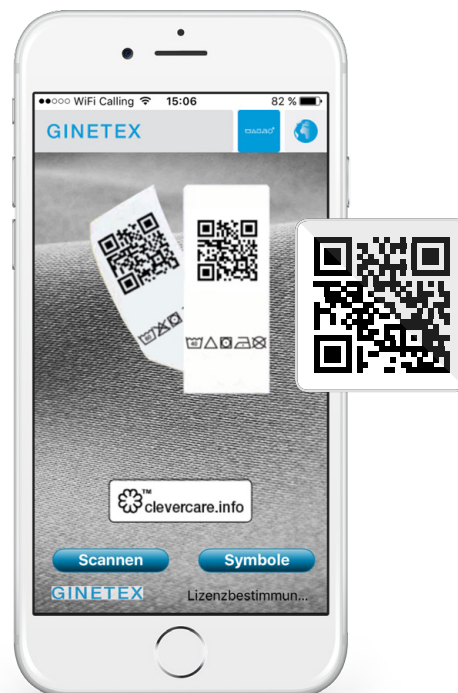 WiFi Calling 15:06 82 %
GINETEX
clevercare.info
Scannen Symbole
GINETEX Lizenzbestimmun...